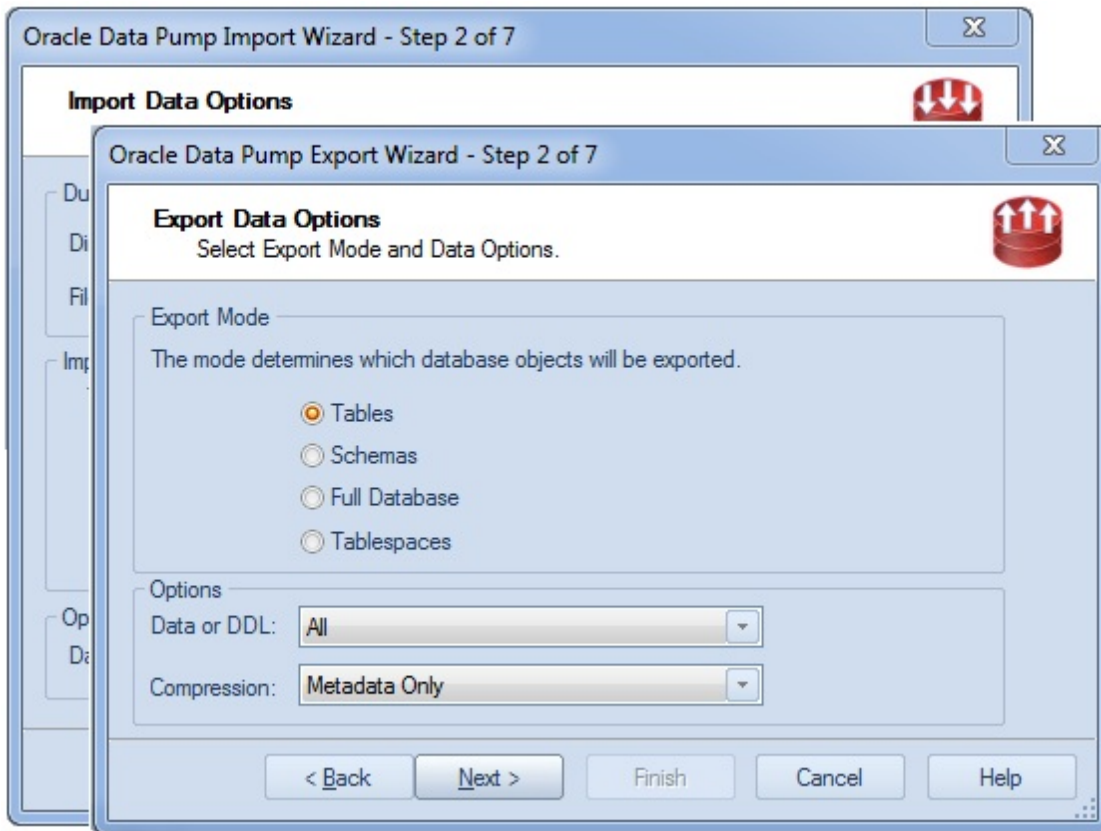 Oracle Data Pump Import Wizard - Step 2 of 7
Import Data Options
Oracle Data Pump Export Wizard - Step 2 of 7
Export Data Options
Select Export Mode and Data Options.
Export Mode
The mode determines which database objects will be exported.
Tables
Schemas
Full Database
Tablespaces
Options
Data or DDL: All
Compression: Metadata Only
< Back Next > Finish Cancel Help